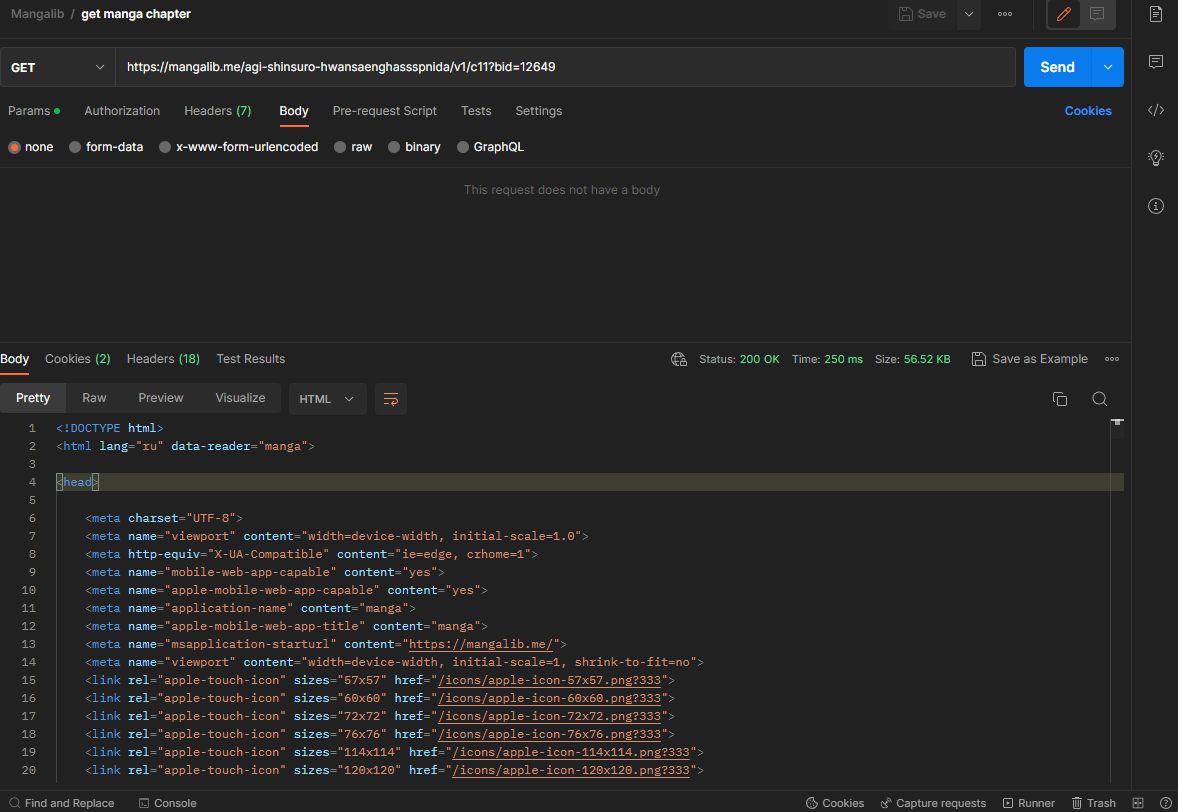 Mangalib / get manga chapter
Save
GET
https://mangalib.me/agi-shinsuro-hwansaenghassspnida/v1/c11?bid=12649
Send
Params
Authorization
Headers (7)
Body
Pre-request Script
Tests
Settings
Cookies
none
form-data
x-www-form-urlencoded
raw
binary
GraphQL
This request does not have a body
Body
Cookies (2)
Headers (18)
Test Results
Status: 200 OK
Time: 250 ms
Size: 56.52 KB
Save as Example
Pretty
Raw
Preview
Visualize
HTML
1 <!DOCTYPE html>
2 <html lang="ru" data-reader="manga">
3
4 <head>
5
6 <meta charset="UTF-8">
7 <meta name="viewport" content="width=device-width, initial-scale=1.0">
8 <meta http-equiv="X-UA-Compatible" content="ie=edge, crhome=1">
9 <meta name="mobile-web-app-capable" content="yes">
10 <meta name="apple-mobile-web-app-capable" content="yes">
11 <meta name="application-name" content="manga">
12 <meta name="apple-mobile-web-app-title" content="manga">
13 <meta name="msapplication-starturl" content="https://mangalib.me/">
14 <meta name="viewport" content="width=device-width, initial-scale=1, shrink-to-fit=no">
15 <link rel="apple-touch-icon" sizes="57x57" href="/icons/apple-icon-57x57.png?333">
16 <link rel="apple-touch-icon" sizes="60x60" href="/icons/apple-icon-60x60.png?333">
17 <link rel="apple-touch-icon" sizes="72x72" href="/icons/apple-icon-72x72.png?333">
18 <link rel="apple-touch-icon" sizes="76x76" href="/icons/apple-icon-76x76.png?333">
19 <link rel="apple-touch-icon" sizes="114x114" href="/icons/apple-icon-114x114.png?333">
20 <link rel="apple-touch-icon" sizes="120x120" href="/icons/apple-icon-120x120.png?333">
Find and Replace
Console
Cookies
Capture requests
Runner
Trash